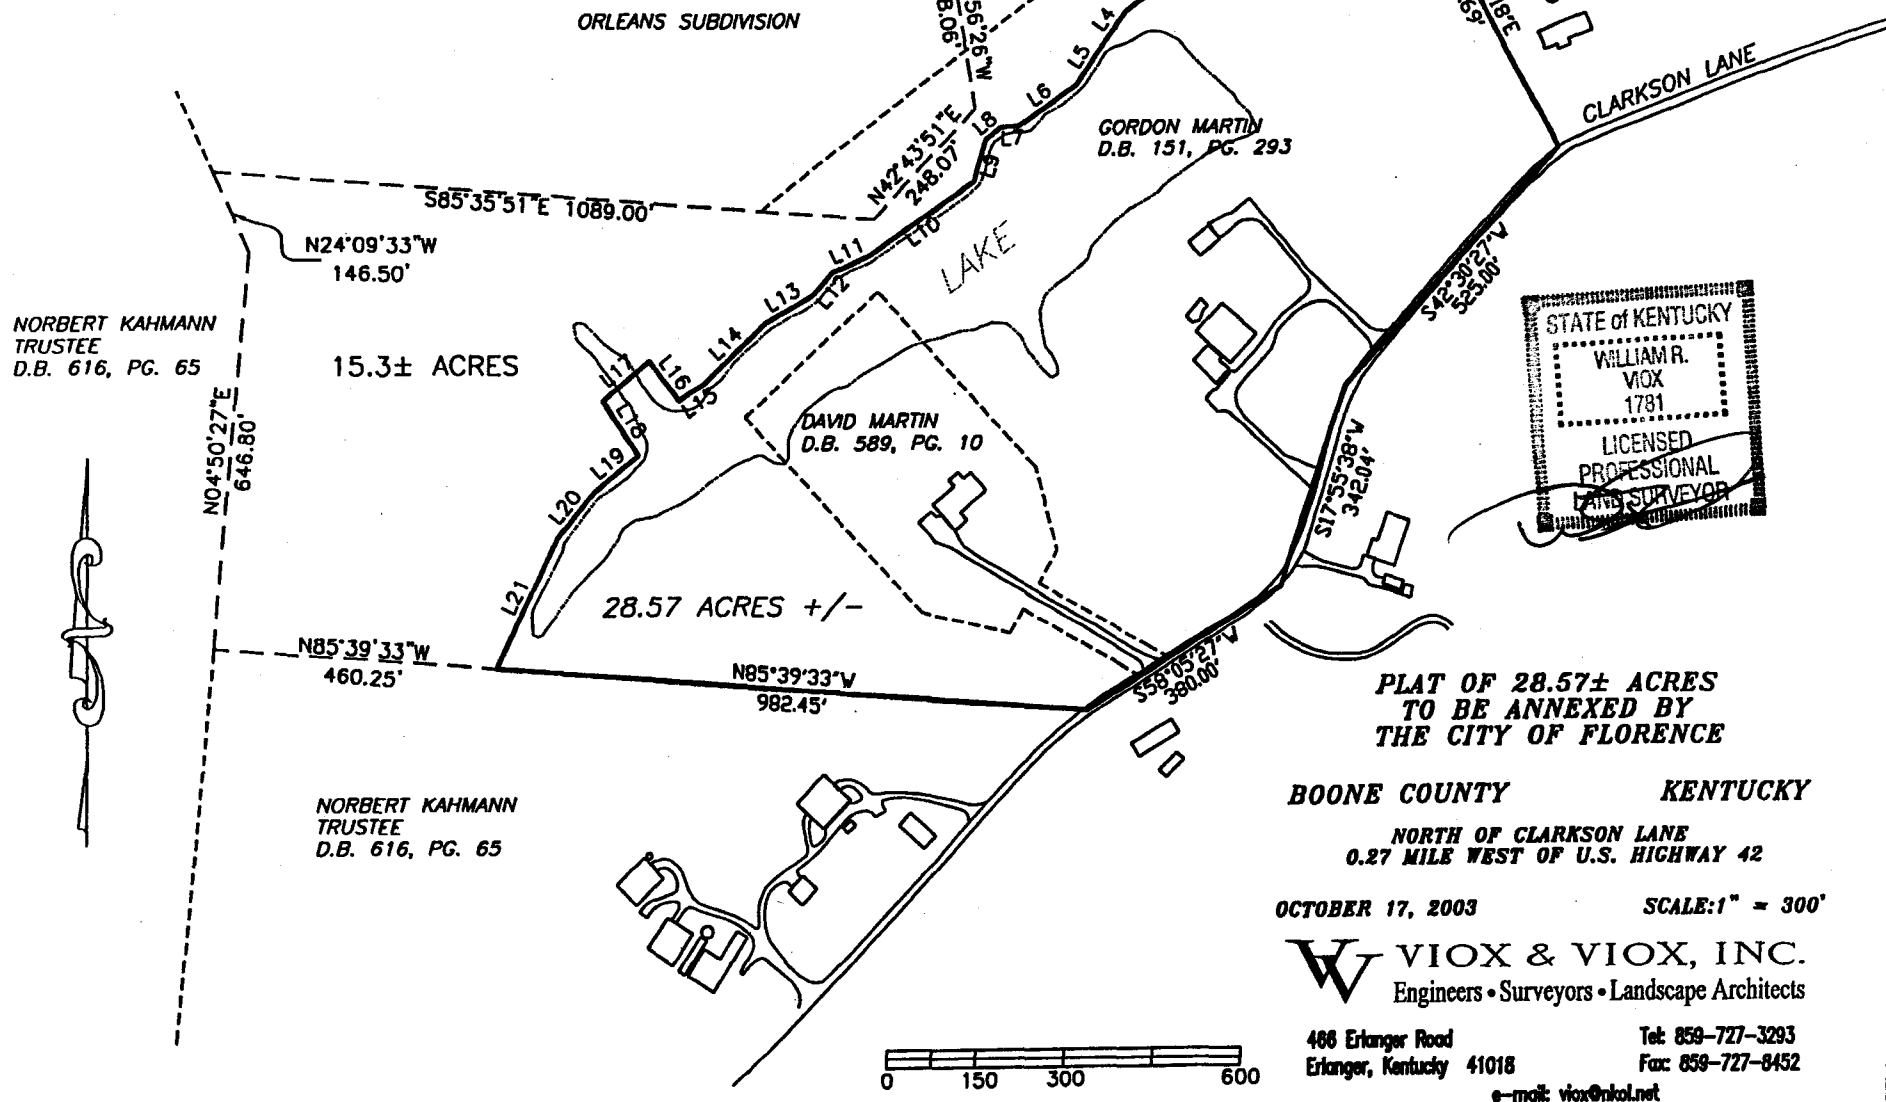 ORLEANS SUBDIVISION
56'26"W
8.06'
L4
L5
L6
L7
L8
L9
L10
L11
L12
L13
L14
L15
L16
L17
L18
L19
L20
L21
69'
18"E
CLARKSON LANE
GORDON MARTIN
D.B. 151, PG. 293
N42°43'51"E
248.07'
S85°35'51"E 1089.00'
N24°09'33"W
146.50'
LAKE
NORBERT KAHMANN
TRUSTEE
D.B. 616, PG. 65
15.3± ACRES
N04°50'27"E
646.80'
DAVID MARTIN
D.B. 589, PG. 10
S42°30'27"W
525.00'
S17°55'38"W
342.04'
STATE of KENTUCKY
WILLIAM R.
VIOX
1781
LICENSED
PROFESSIONAL
LAND SURVEYOR
28.57 ACRES +/-
N85°39'33"W
460.25'
N85°39'33"W
982.45'
S58°05'27"W
380.00'
PLAT OF 28.57± ACRES
TO BE ANNEXED BY
THE CITY OF FLORENCE
BOONE COUNTY KENTUCKY
NORTH OF CLARKSON LANE
0.27 MILE WEST OF U.S. HIGHWAY 42
NORBERT KAHMANN
TRUSTEE
D.B. 616, PG. 65
OCTOBER 17, 2003 SCALE:1" = 300'
VV VIOX & VIOX, INC.
Engineers • Surveyors • Landscape Architects
466 Erlanger Road Tel: 859-727-3293
Erlanger, Kentucky 41018 Fax: 859-727-8452
e-mail: viox@nkol.net
0 150 300 600